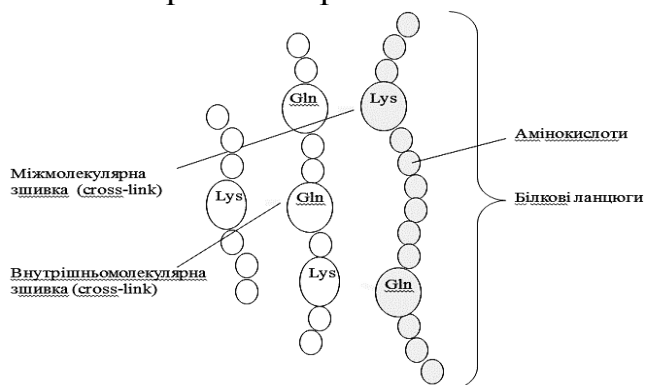 Gln
Lys
Амінокислоти
Міжмолекулярна
зшивка (cross-link)
Lys
Gln
Білкові ланцюги
Внутрішньомолекулярна
зшивка (cross-link)
Lys
Gln